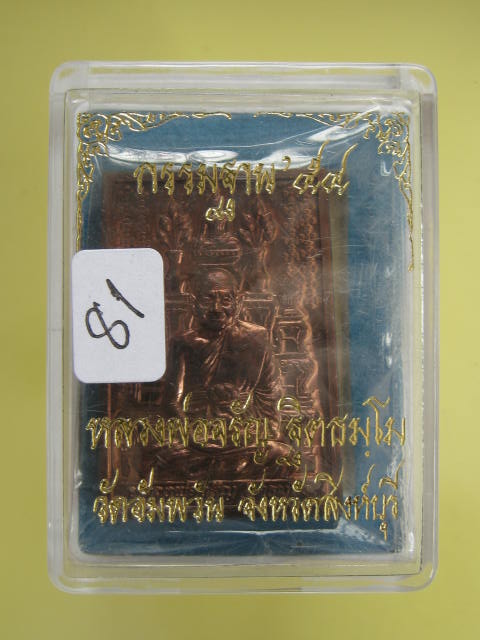 กรรมฐาน'๕๔
81
หลวงพ่อจรัญ ฐิตธมฺโม
วัดอัมพวัน จังหวัดสิงห์บุรี